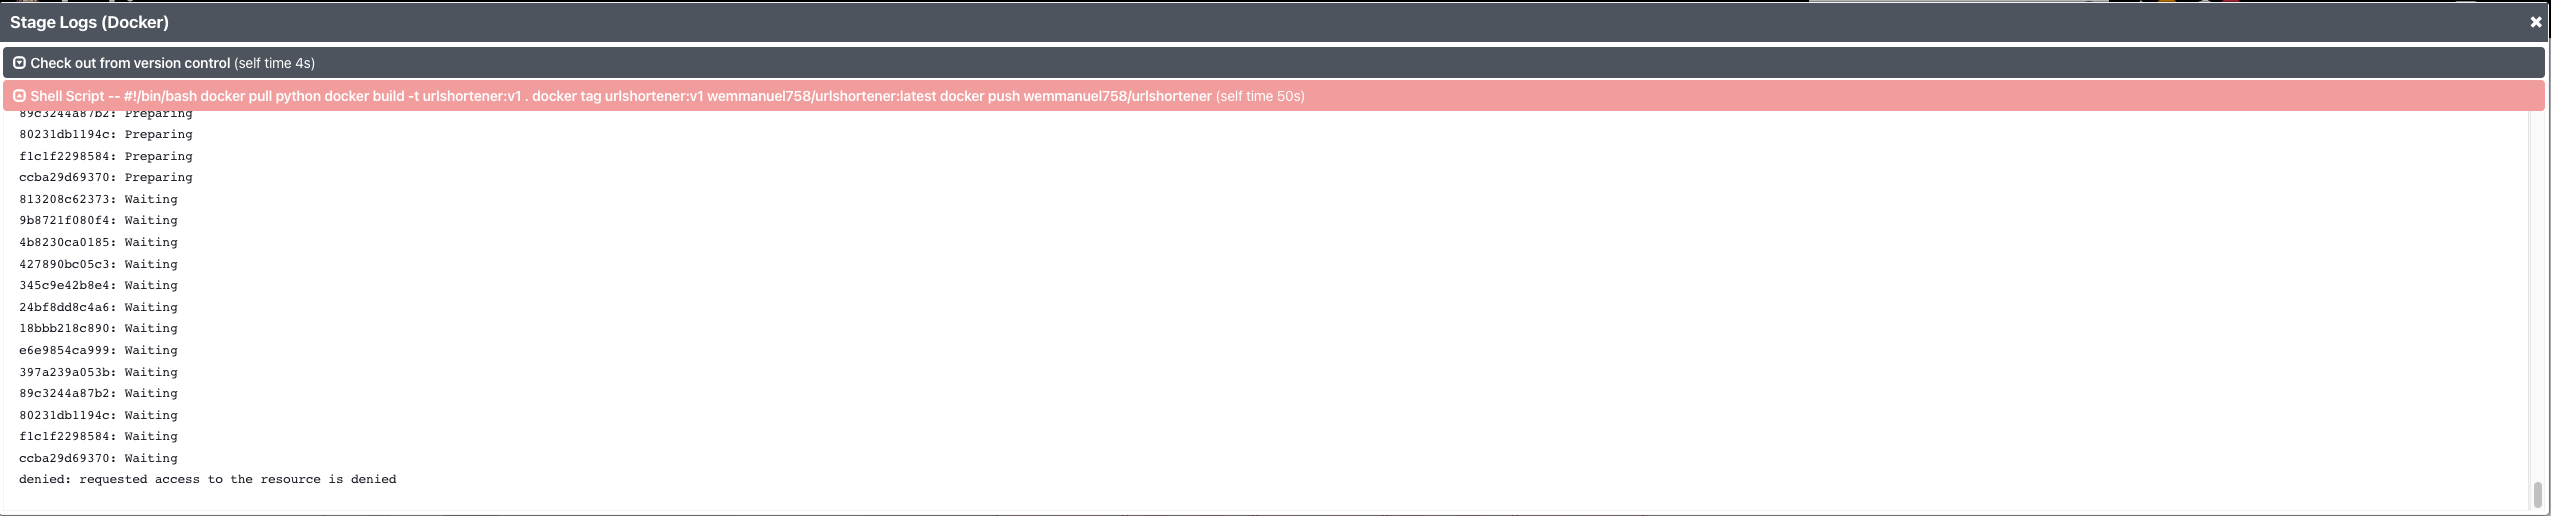 Stage Logs (Docker)
Check out from version control (self time 4s)
Shell Script -- #!/bin/bash docker pull python docker build -t urlshortener:v1 . docker tag urlshortener:v1 wemmanuel758/urlshortener:latest docker push wemmanuel758/urlshortener (self time 50s)
89c3244a87b2: Preparing
80231db1194c: Preparing
f1c1f2298584: Preparing
ccba29d69370: Preparing
813208c62373: Waiting
9b8721f080f4: Waiting
4b8230ca0185: Waiting
427890bc05c3: Waiting
345c9e42b8e4: Waiting
24bf8dd8c4a6: Waiting
18bbb218c890: Waiting
e6e9854ca999: Waiting
397a239a053b: Waiting
89c3244a87b2: Waiting
80231db1194c: Waiting
f1c1f2298584: Waiting
ccba29d69370: Waiting
denied: requested access to the resource is denied